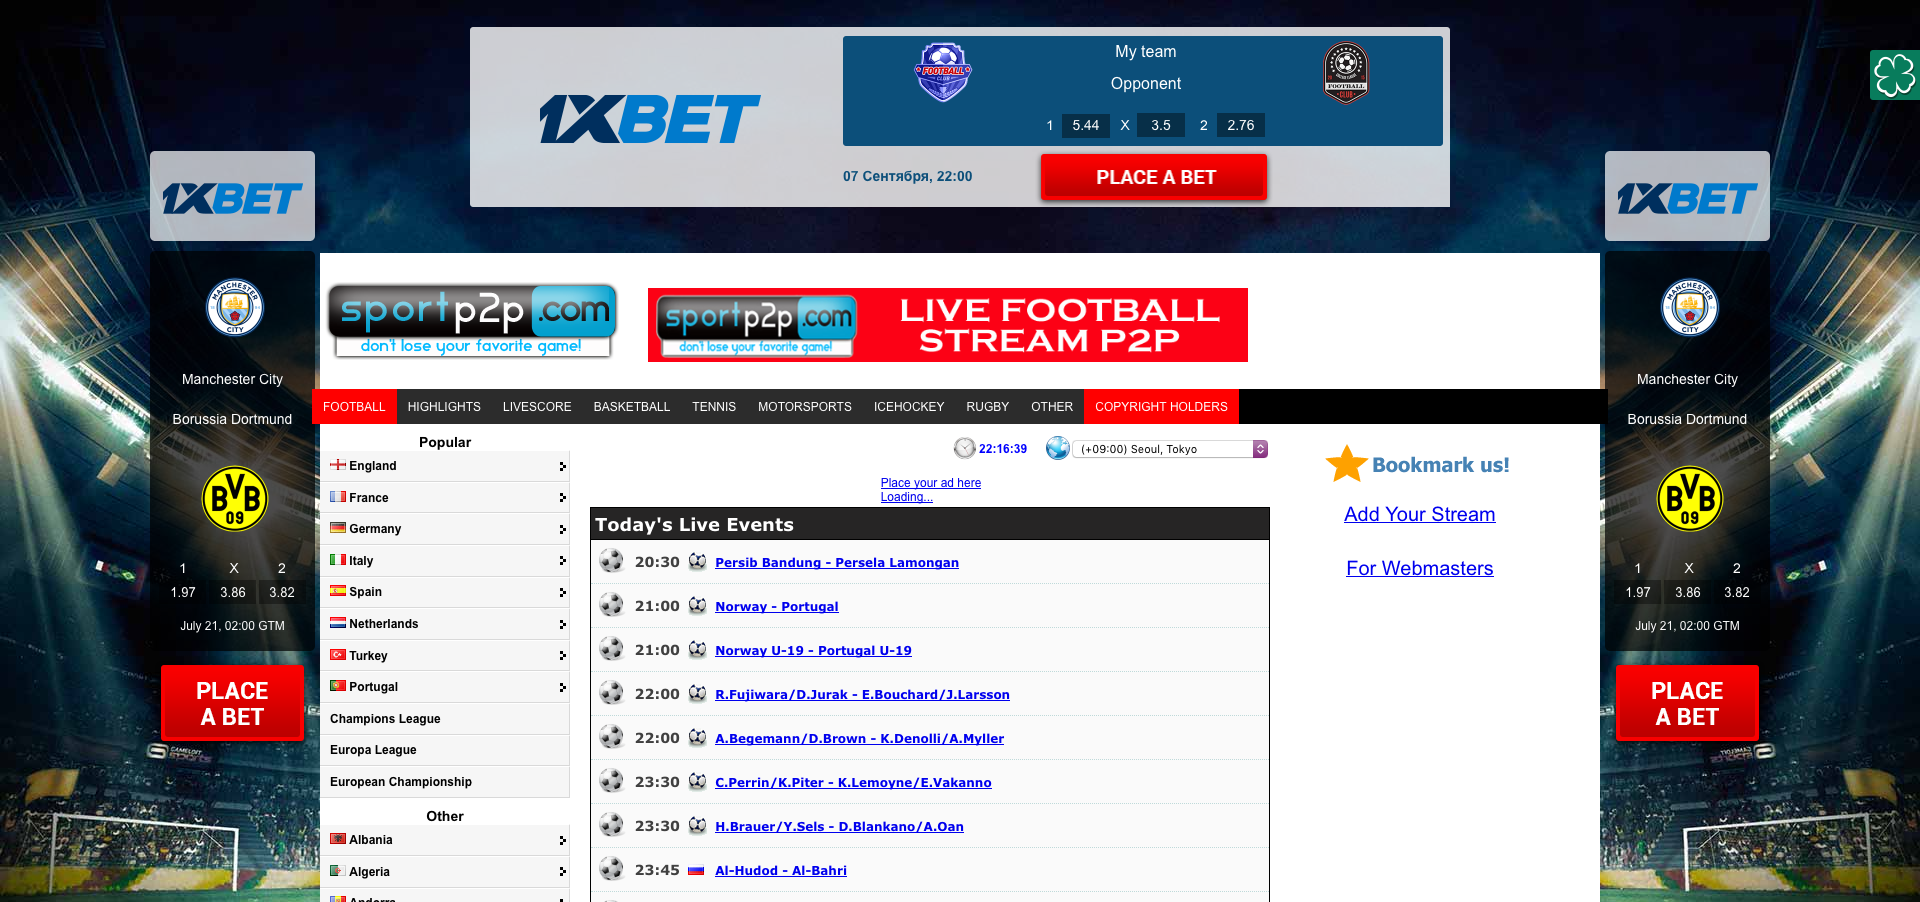 1XBET
My team
Opponent
1 5.44 X 3.5 2 2.76
07 Сентября, 22:00
PLACE A BET
1XBET
Manchester City
Borussia Dortmund
1 X 2
1.97 3.86 3.82
July 21, 02:00 GTM
PLACE
A BET
1XBET
Manchester City
Borussia Dortmund
1 X 2
1.97 3.86 3.82
July 21, 02:00 GTM
PLACE
A BET
sportp2p.com
don't lose your favorite game!
sportp2p.com
don't lose your favorite game!
LIVE FOOTBALL
STREAM P2P
FOOTBALL HIGHLIGHTS LIVESCORE BASKETBALL TENNIS MOTORSPORTS ICEHOCKEY RUGBY OTHER COPYRIGHT HOLDERS
Popular
England
France
Germany
Italy
Spain
Netherlands
Turkey
Portugal
Champions League
Europa League
European Championship
Other
Albania
Algeria
Andorra
22:16:39 (+09:00) Seoul, Tokyo
Place your ad here
Loading...
Today's Live Events
20:30 Persib Bandung - Persela Lamongan
21:00 Norway - Portugal
21:00 Norway U-19 - Portugal U-19
22:00 R.Fujiwara/D.Jurak - E.Bouchard/J.Larsson
22:00 A.Begemann/D.Brown - K.Denolli/A.Myller
23:30 C.Perrin/K.Piter - K.Lemoyne/E.Vakanno
23:30 H.Brauer/Y.Sels - D.Blankano/A.Oan
23:45 Al-Hudod - Al-Bahri
Bookmark us!
Add Your Stream
For Webmasters